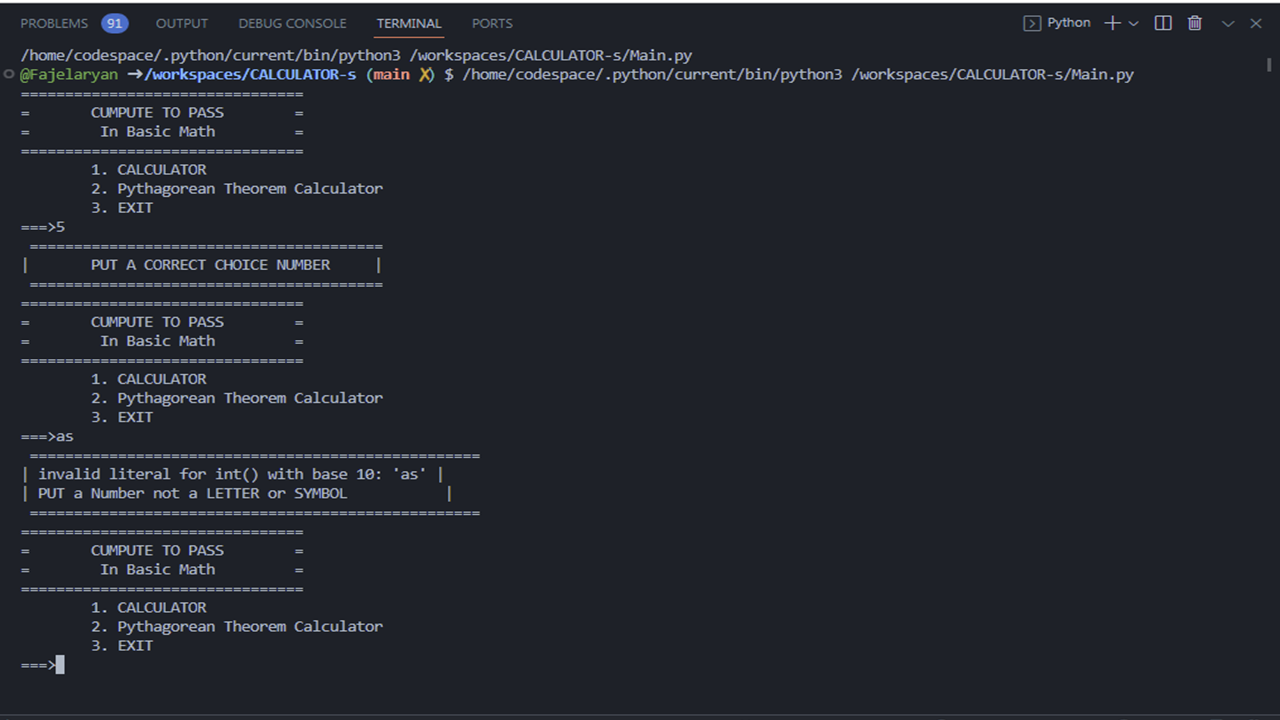 PROBLEMS 91 OUTPUT DEBUG CONSOLE TERMINAL PORTS Python
/home/codespace/.python/current/bin/python3 /workspaces/CALCULATOR-s/Main.py
@Fajelaryan ➜/workspaces/CALCULATOR-s (main ✗) $ /home/codespace/.python/current/bin/python3 /workspaces/CALCULATOR-s/Main.py
================================
=       CUMPUTE TO PASS        =
=        In Basic Math         =
================================
        1. CALCULATOR
        2. Pythagorean Theorem Calculator
        3. EXIT
===>5
 ========================================
|       PUT A CORRECT CHOICE NUMBER     |
 ========================================
================================
=       CUMPUTE TO PASS        =
=        In Basic Math         =
================================
        1. CALCULATOR
        2. Pythagorean Theorem Calculator
        3. EXIT
===>as
 ===================================================
| invalid literal for int() with base 10: 'as' |
| PUT a Number not a LETTER or SYMBOL           |
 ===================================================
================================
=       CUMPUTE TO PASS        =
=        In Basic Math         =
================================
        1. CALCULATOR
        2. Pythagorean Theorem Calculator
        3. EXIT
===>